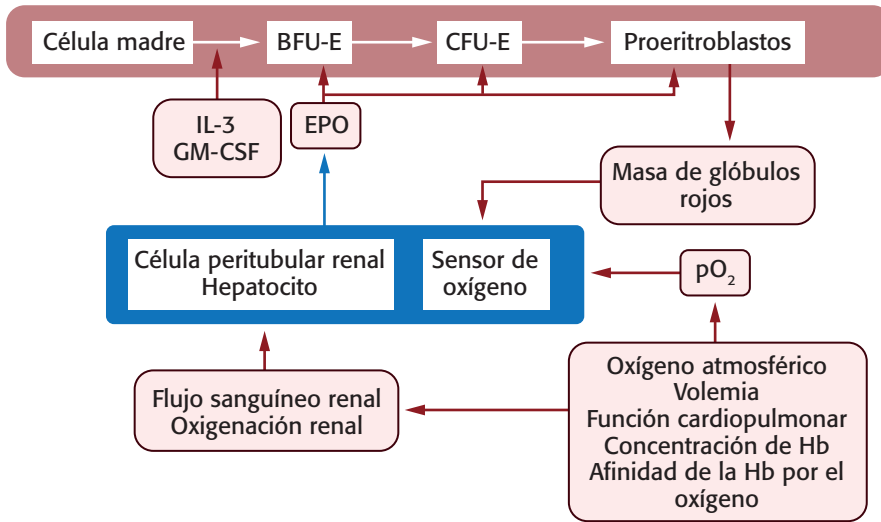 Célula madre
BFU-E
CFU-E
Proeritroblastos
IL-3
GM-CSF
EPO
Masa de glóbulos
rojos
Célula peritubular renal
Hepatocito
Sensor de
oxígeno
pO₂
Flujo sanguíneo renal
Oxigenación renal
Oxígeno atmosférico
Volemia
Función cardiopulmonar
Concentración de Hb
Afinidad de la Hb por el
oxígeno